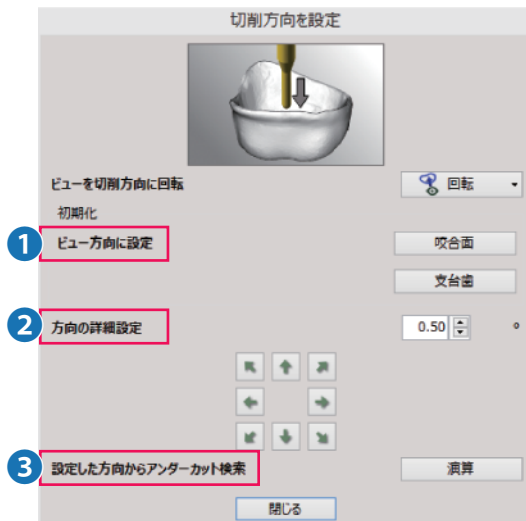 切削方向を設定
ビューを切削方向に回転 回転
初期化
1 ビュー方向に設定 咬合面
支台歯
2 方向の詳細設定 0.50 °
3 設定した方向からアンダーカット検索 演算
閉じる